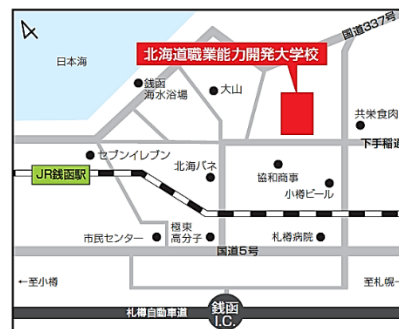 国道337号
北海道職業能力開発大学校
日本海
銭函
海水浴場
大山
共栄食肉
下手稲通
セブンイレブン
JR銭函駅
北海バネ
協和商事
小樽ビール
市民センター
極東
高分子
札樽病院
国道5号
←至小樽
至札幌→
札樽自動車道
銭函
I.C.